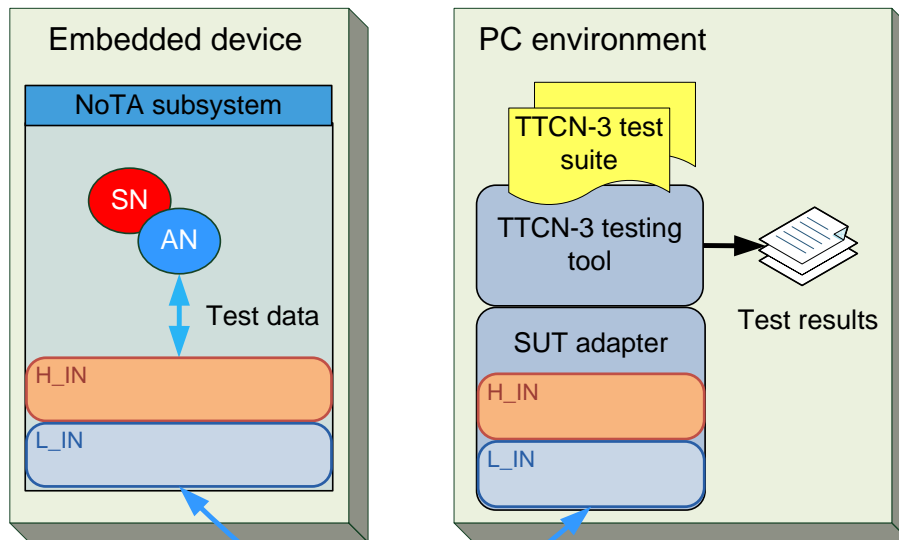 Embedded device
NoTA subsystem
SN
AN
Test data
H_IN
L_IN
PC environment
TTCN-3 test
suite
TTCN-3 testing
tool
Test results
SUT adapter
H_IN
L_IN